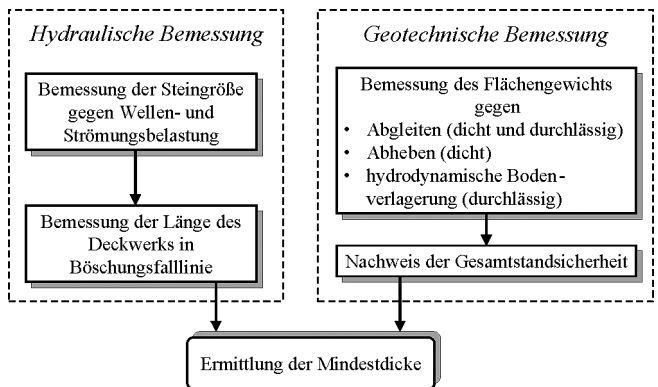 Hydraulische Bemessung
Bemessung der Steingröße
gegen Wellen- und
Strömungsbelastung
Bemessung der Länge des
Deckwerks in
Böschungsfalllinie
Geotechnische Bemessung
Bemessung des Flächengewichts
gegen
• Abgleiten (dicht und durchlässig)
• Abheben (dicht)
• hydrodynamische Boden-
verlagerung (durchlässig)
Nachweis der Gesamtstandsicherheit
Ermittlung der Mindestdicke